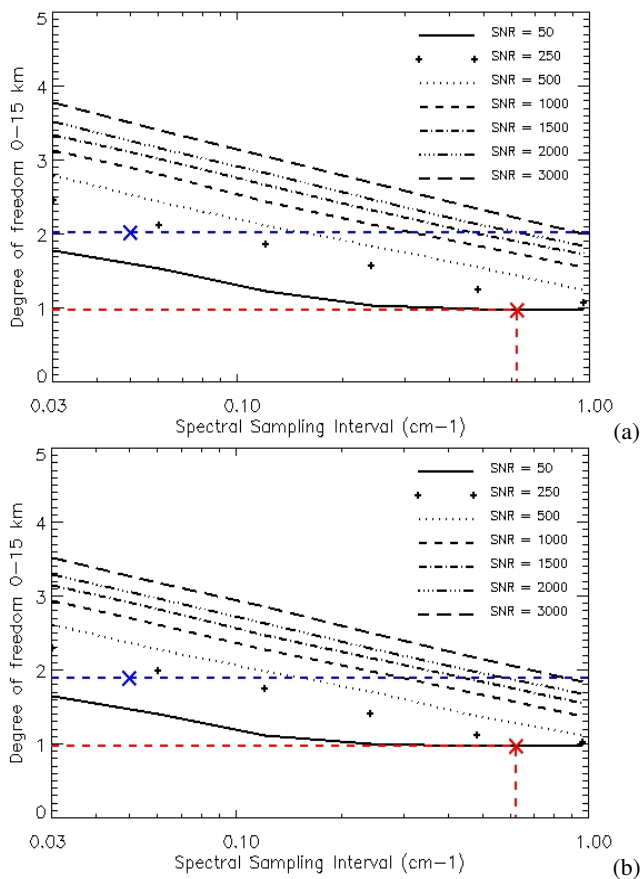 5
4
3
2
1
0
Degree of freedom 0-15 km
SNR = 50
SNR = 250
SNR = 500
SNR = 1000
SNR = 1500
SNR = 2000
SNR = 3000
0.03
0.10
1.00
Spectral Sampling Interval (cm-1)
(a)
5
4
3
2
1
0
Degree of freedom 0-15 km
SNR = 50
SNR = 250
SNR = 500
SNR = 1000
SNR = 1500
SNR = 2000
SNR = 3000
0.03
0.10
1.00
Spectral Sampling Interval (cm-1)
(b)